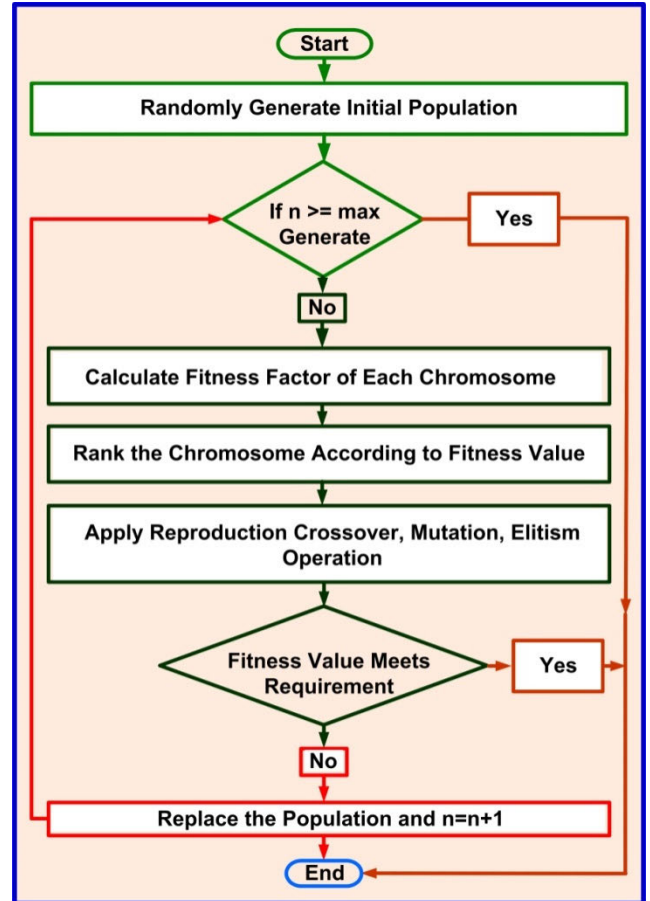 Start
Randomly Generate Initial Population
If n >= max
Generate
Yes
No
Calculate Fitness Factor of Each Chromosome
Rank the Chromosome According to Fitness Value
Apply Reproduction Crossover, Mutation, Elitism
Operation
Fitness Value Meets
Requirement
Yes
No
Replace the Population and n=n+1
End